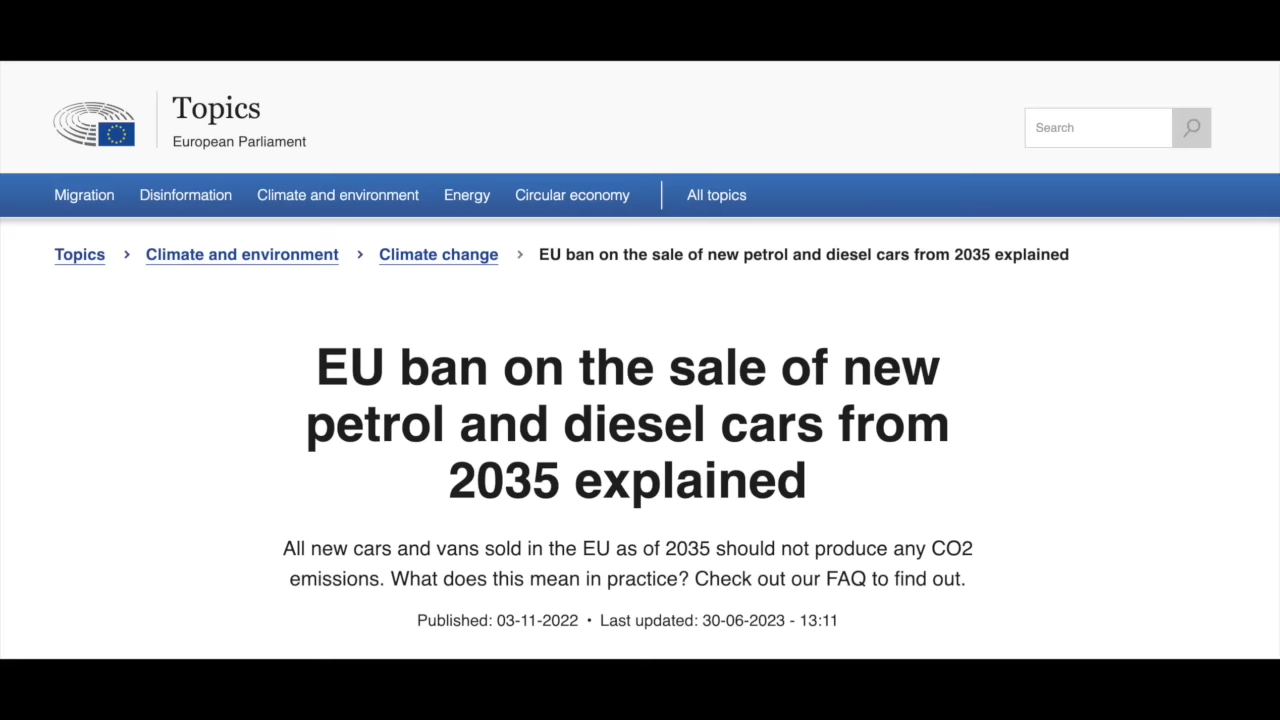 Topics
European Parliament
Search
Migration Disinformation Climate and environment Energy Circular economy All topics
Topics > Climate and environment > Climate change > EU ban on the sale of new petrol and diesel cars from 2035 explained
EU ban on the sale of new
petrol and diesel cars from
2035 explained
All new cars and vans sold in the EU as of 2035 should not produce any CO2
emissions. What does this mean in practice? Check out our FAQ to find out.
Published: 03-11-2022 • Last updated: 30-06-2023 - 13:11